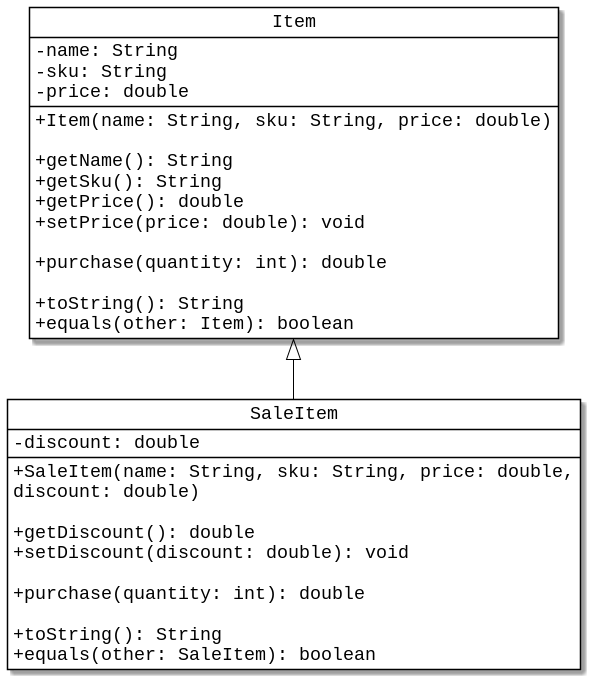 Item
-name: String
-sku: String
-price: double
+Item(name: String, sku: String, price: double)
+getName(): String
+getSku(): String
+getPrice(): double
+setPrice(price: double): void
+purchase(quantity: int): double
+toString(): String
+equals(other: Item): boolean
SaleItem
-discount: double
+SaleItem(name: String, sku: String, price: double,
discount: double)
+getDiscount(): double
+setDiscount(discount: double): void
+purchase(quantity: int): double
+toString(): String
+equals(other: SaleItem): boolean